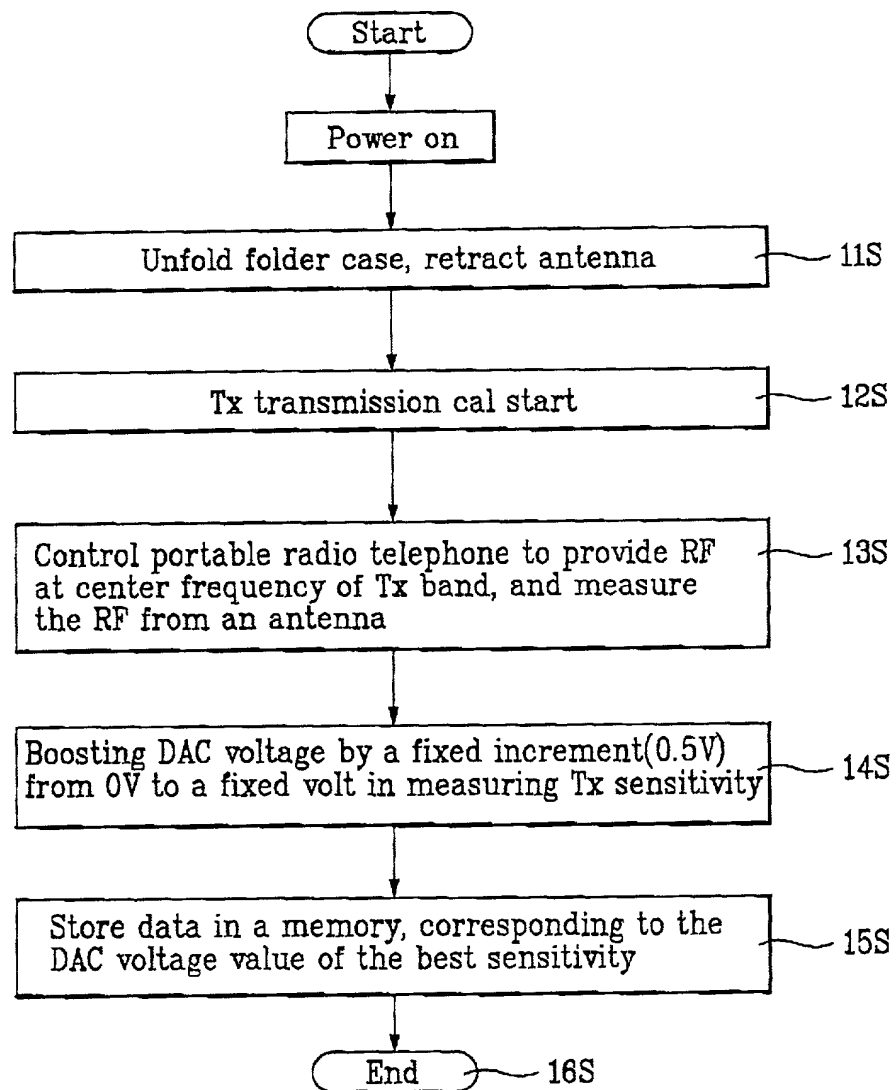 Start
Power on
Unfold folder case, retract antenna
11S
Tx transmission cal start
12S
Control portable radio telephone to provide RF
at center frequency of Tx band, and measure
the RF from an antenna
13S
Boosting DAC voltage by a fixed increment(0.5V)
from 0V to a fixed volt in measuring Tx sensitivity
14S
Store data in a memory, corresponding to the
DAC voltage value of the best sensitivity
15S
End
16S